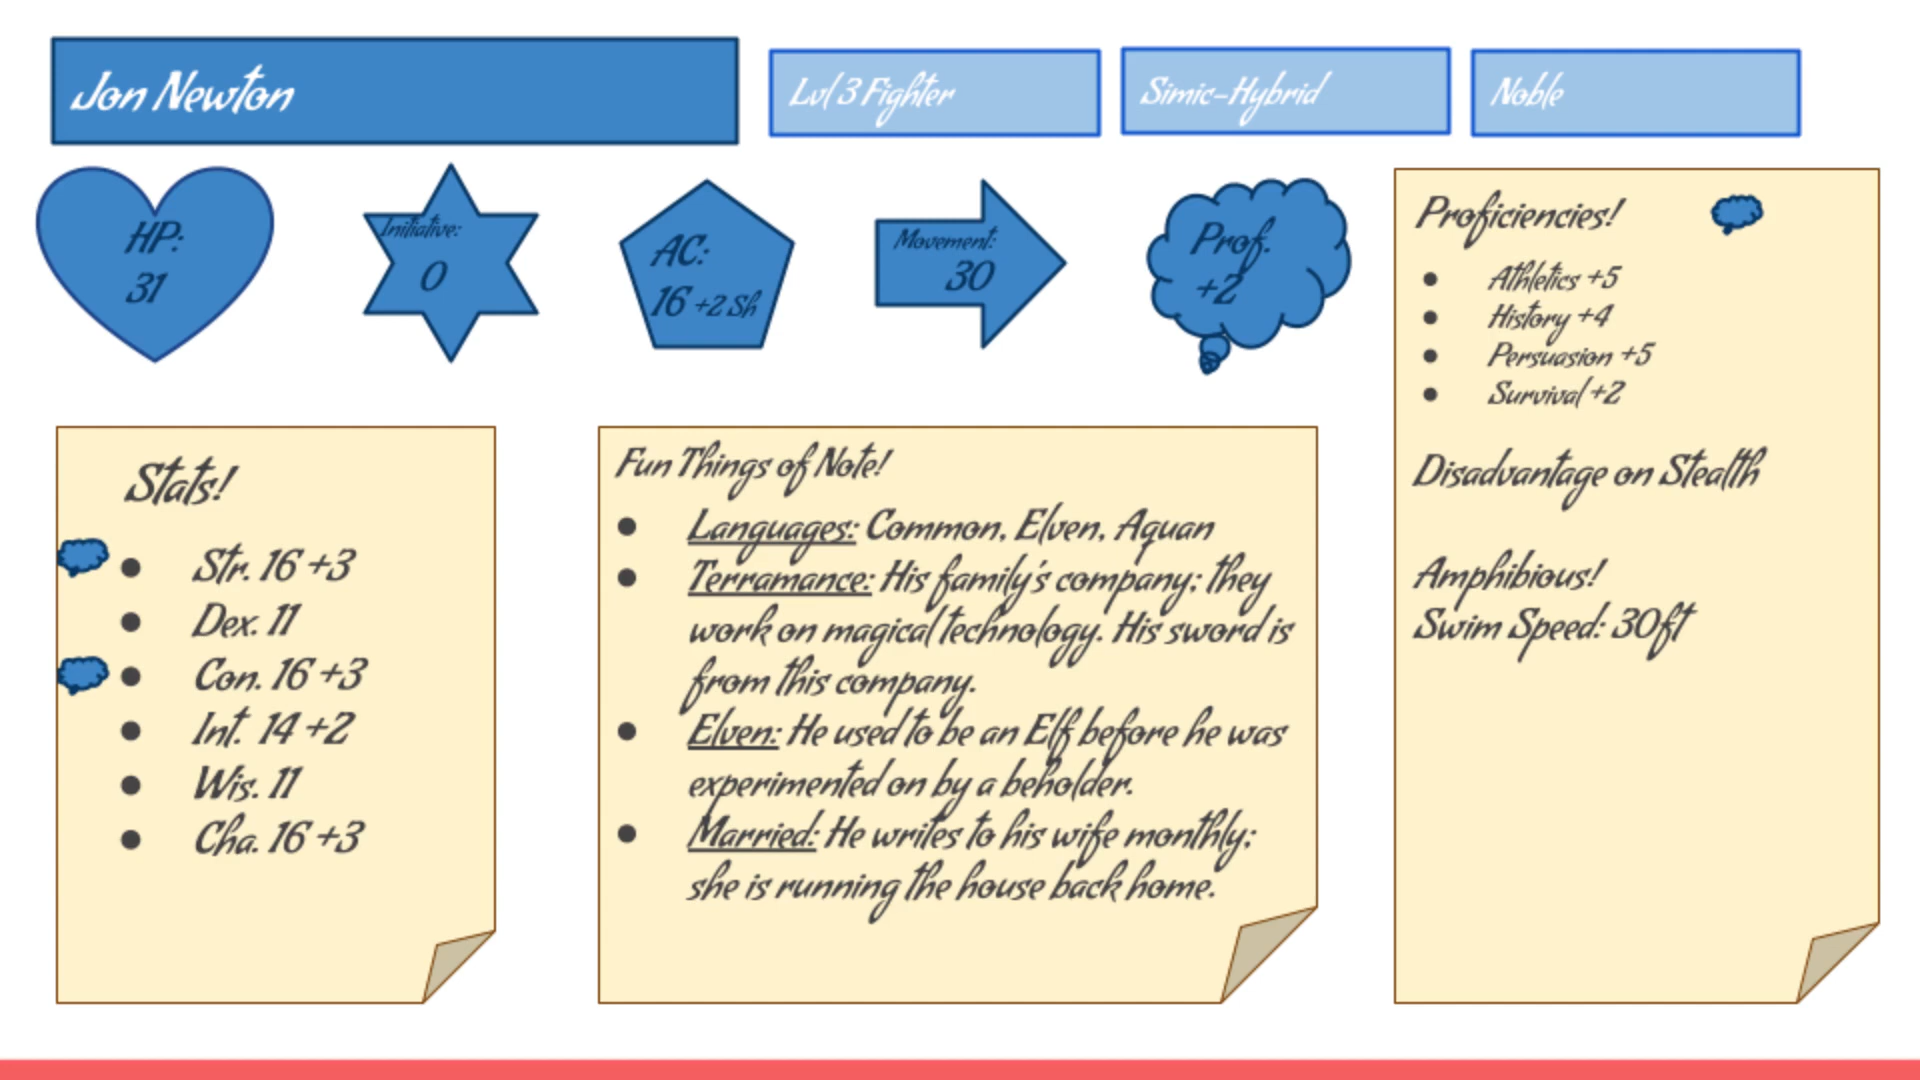 Jon Newton
Lvl 3 Fighter
Simic-Hybrid
Noble
HP:
31
Initiative:
0
AC:
16 +2 Sh
Movement:
30
Prof.
+2
Stats!
Str. 16 +3
Dex. 11
Con. 16 +3
Int. 14 +2
Wis. 11
Cha. 16 +3
Fun Things of Note!
Languages: Common, Elven, Aquan
Terramance: His family's company; they
work on magical technology. His sword is
from this company.
Elven: He used to be an Elf before he was
experimented on by a beholder.
Married: He writes to his wife monthly;
she is running the house back home.
Proficiencies!
Athletics +5
History +4
Persuasion +5
Survival +2
Disadvantage on Stealth
Amphibious!
Swim Speed: 30ft